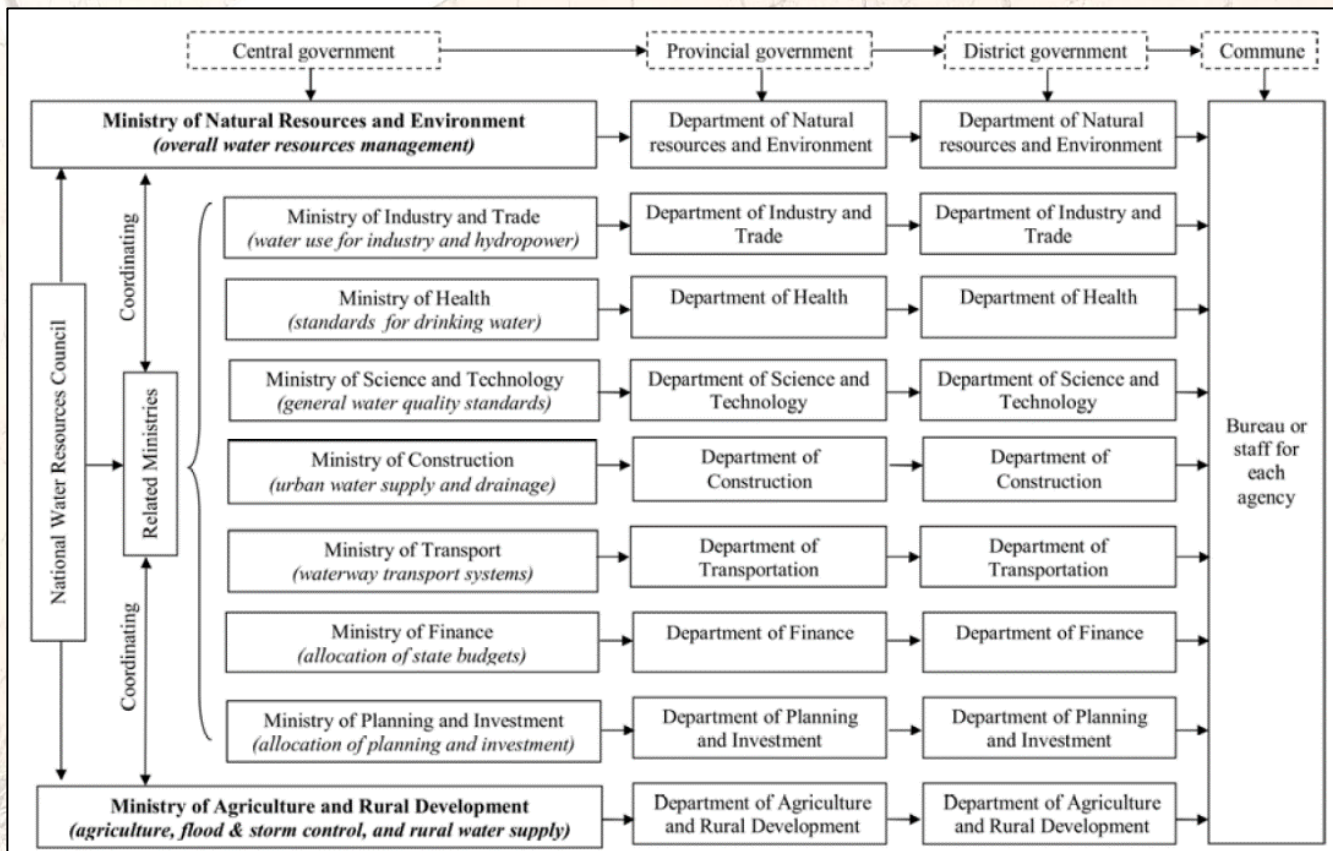 Central government
Provincial government
District government
Commune
Ministry of Natural Resources and Environment
(overall water resources management)
Department of Natural
resources and Environment
Department of Natural
resources and Environment
National Water Resources Council
Coordinating
Related Ministries
Coordinating
Ministry of Industry and Trade
(water use for industry and hydropower)
Department of Industry and
Trade
Department of Industry and
Trade
Ministry of Health
(standards for drinking water)
Department of Health
Department of Health
Ministry of Science and Technology
(general water quality standards)
Department of Science and
Technology
Department of Science and
Technology
Ministry of Construction
(urban water supply and drainage)
Department of
Construction
Department of
Construction
Ministry of Transport
(waterway transport systems)
Department of
Transportation
Department of
Transportation
Ministry of Finance
(allocation of state budgets)
Department of Finance
Department of Finance
Ministry of Planning and Investment
(allocation of planning and investment)
Department of Planning
and Investment
Department of Planning
and Investment
Ministry of Agriculture and Rural Development
(agriculture, flood & storm control, and rural water supply)
Department of Agriculture
and Rural Development
Department of Agriculture
and Rural Development
Bureau or
staff for
each
agency